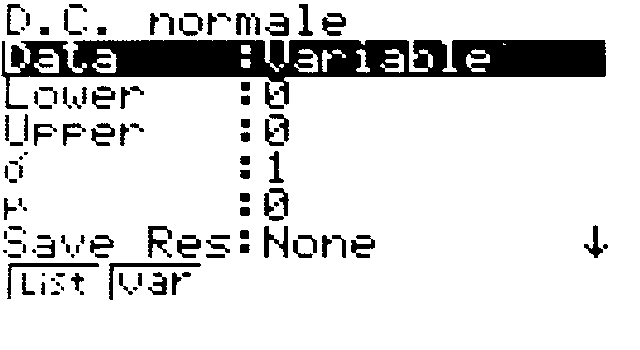 D.C. normale
Data :Variable
Lower :0
Upper :0
σ :1
μ :0
Save Res:None ↓
List Var